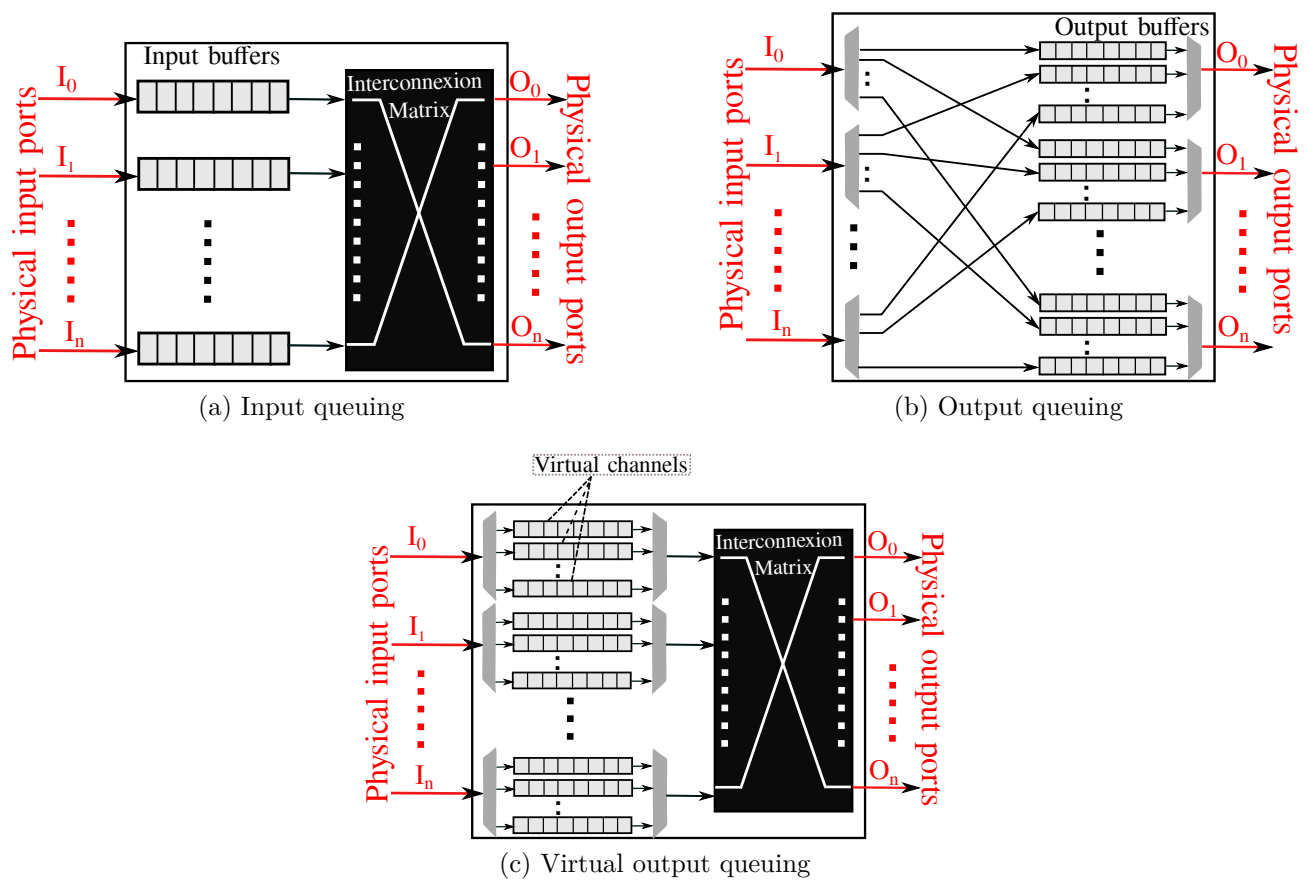 Input buffers
I0
I1
In
Physical input ports
Interconnexion
Matrix
O0
O1
On
Physical output ports
(a) Input queuing
Output buffers
I0
I1
In
Physical input ports
O0
O1
On
Physical output ports
(b) Output queuing
Virtual channels
I0
I1
In
Physical input ports
Interconnexion
Matrix
O0
O1
On
Physical output ports
(c) Virtual output queuing